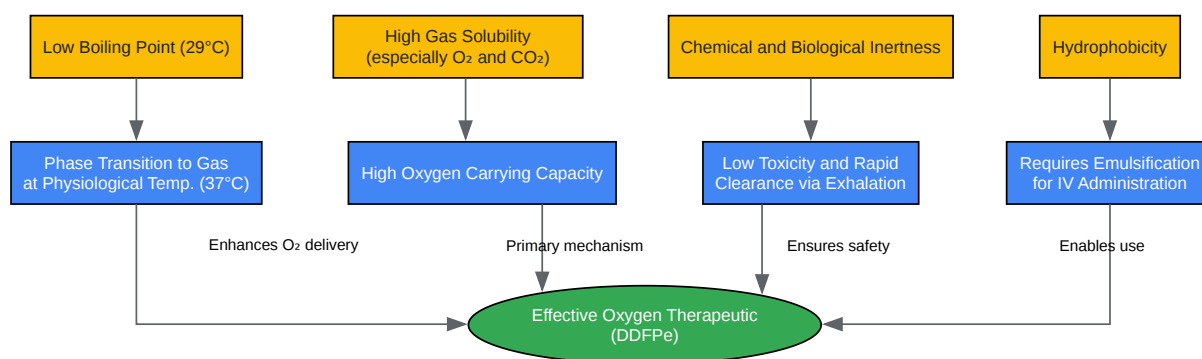 Low Boiling Point (29°C)
High Gas Solubility
(especially O₂ and CO₂)
Chemical and Biological Inertness
Hydrophobicity
Phase Transition to Gas
at Physiological Temp. (37°C)
High Oxygen Carrying Capacity
Low Toxicity and Rapid
Clearance via Exhalation
Requires Emulsification
for IV Administration
Enhances O₂ delivery
Primary mechanism
Ensures safety
Enables use
Effective Oxygen Therapeutic
(DDFPe)